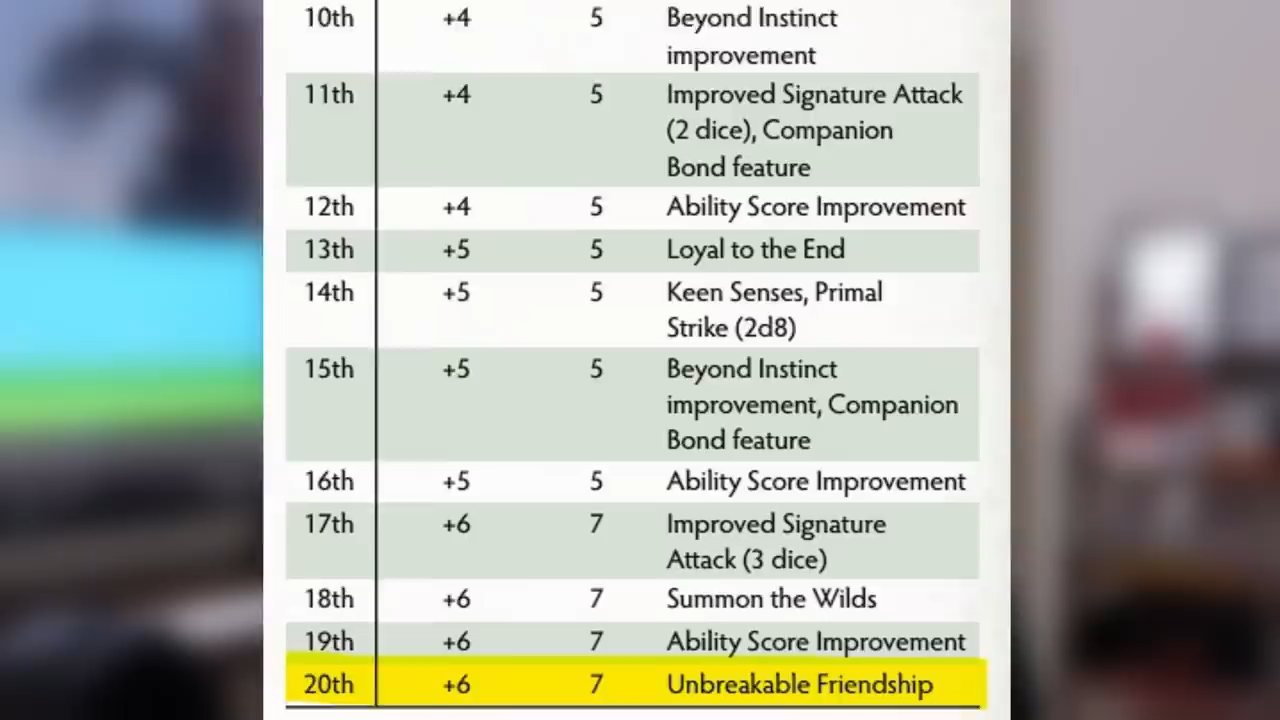 10th +4 5 Beyond Instinct
improvement
11th +4 5 Improved Signature Attack
(2 dice), Companion
Bond feature
12th +4 5 Ability Score Improvement
13th +5 5 Loyal to the End
14th +5 5 Keen Senses, Primal
Strike (2d8)
15th +5 5 Beyond Instinct
improvement, Companion
Bond feature
16th +5 5 Ability Score Improvement
17th +6 7 Improved Signature
Attack (3 dice)
18th +6 7 Summon the Wilds
19th +6 7 Ability Score Improvement
20th +6 7 Unbreakable Friendship